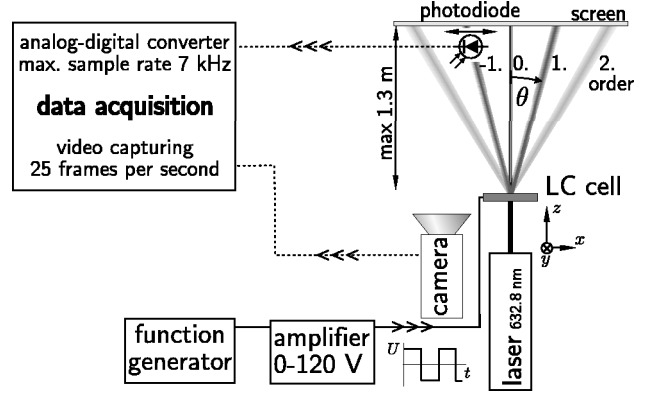 photodiode
screen
analog-digital converter
max. sample rate 7 kHz
data acquisition
video capturing
25 frames per second
max 1.3 m
-1. 0. 1. 2.
order
θ
LC cell
z
x
y
camera
laser 632.8 nm
function
generator
amplifier
0-120 V
U
t